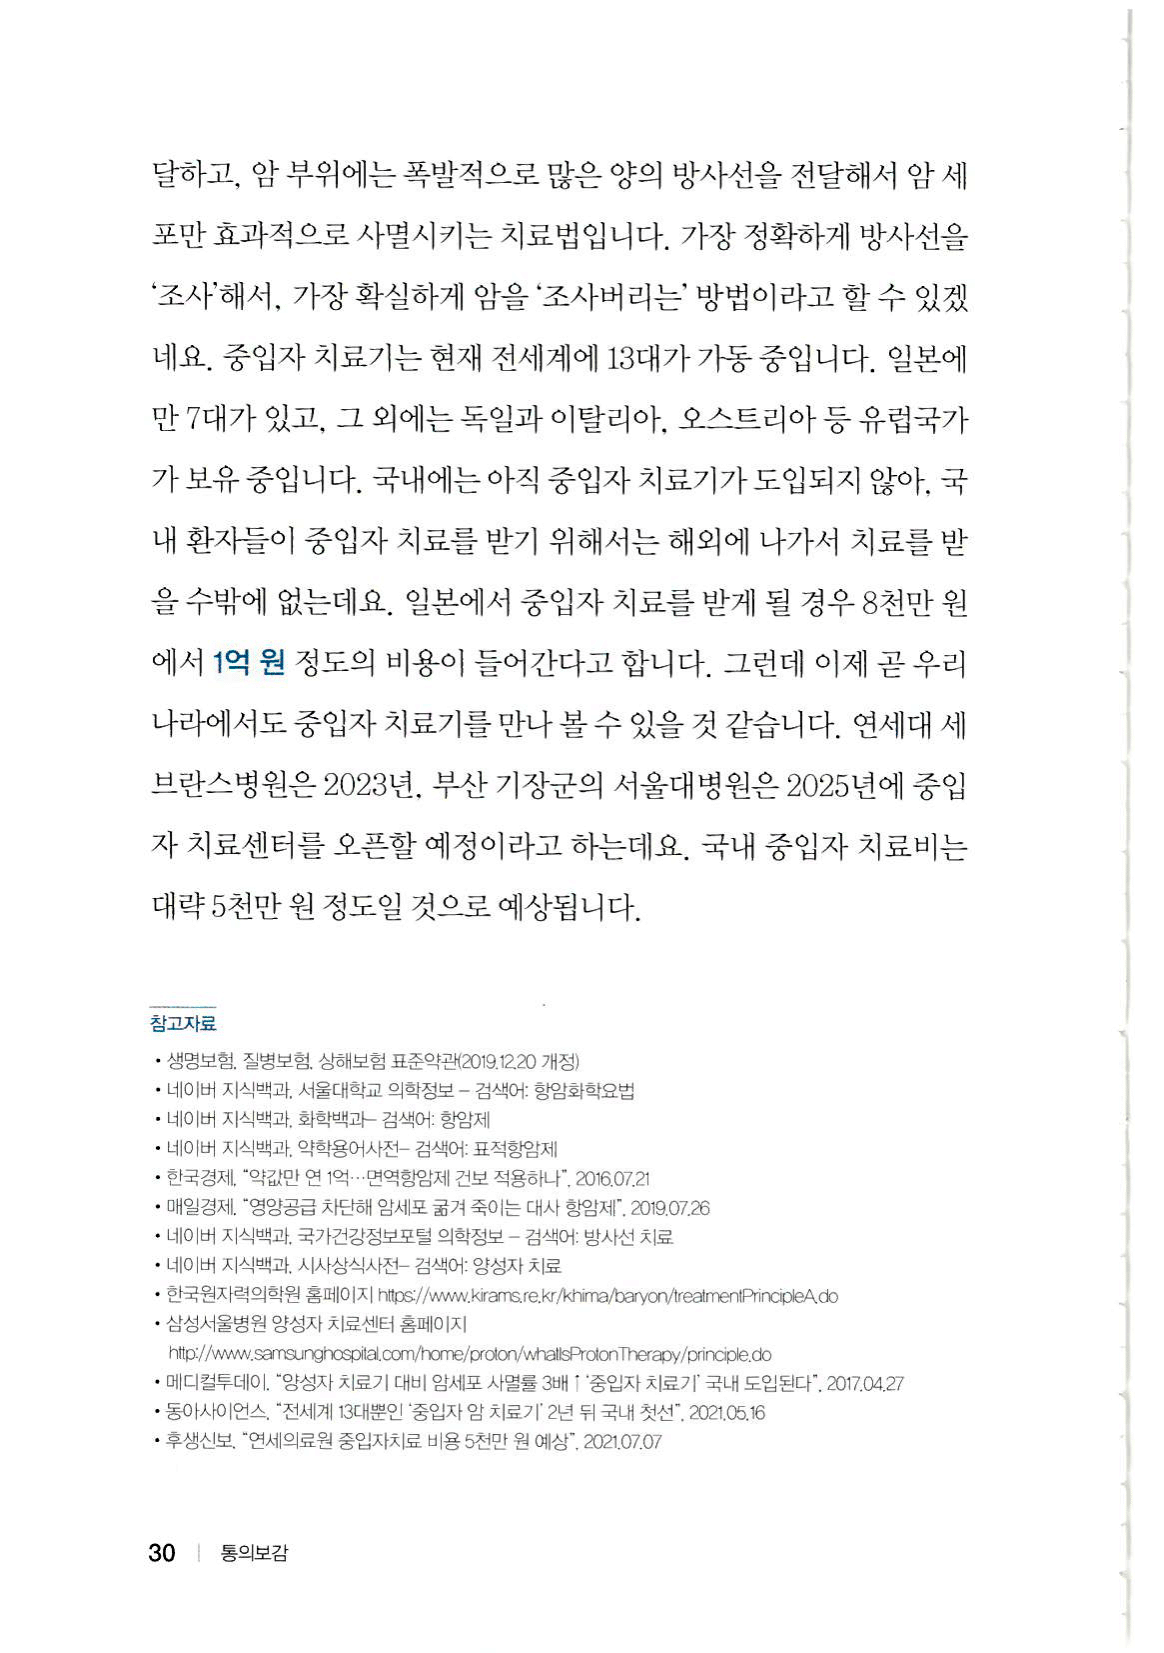 달하고, 암 부위에는 폭발적으로 많은 양의 방사선을 전달해서 암 세
포만 효과적으로 사멸시키는 치료법입니다. 가장 정확하게 방사선을
‘조사’해서, 가장 확실하게 암을 ‘조사버리는’ 방법이라고 할 수 있겠
네요. 중입자 치료기는 현재 전세계에 13대가 가동 중입니다. 일본에
만 7대가 있고, 그 외에는 독일과 이탈리아, 오스트리아 등 유럽국가
가 보유 중입니다. 국내에는 아직 중입자 치료기가 도입되지 않아, 국
내 환자들이 중입자 치료를 받기 위해서는 해외에 나가서 치료를 받
을 수밖에 없는데요. 일본에서 중입자 치료를 받게 될 경우 8천만 원
에서 1억 원 정도의 비용이 들어간다고 합니다. 그런데 이제 곧 우리
나라에서도 중입자 치료기를 만나 볼 수 있을 것 같습니다. 연세대 세
브란스병원은 2023년, 부산 기장군의 서울대병원은 2025년에 중입
자 치료센터를 오픈할 예정이라고 하는데요. 국내 중입자 치료비는
대략 5천만 원 정도일 것으로 예상됩니다.
참고자료
• 생명보험, 질병보험, 상해보험 표준약관(2019.12.20 개정)
• 네이버 지식백과, 서울대학교 의학정보 – 검색어: 항암화학요법
• 네이버 지식백과, 화학백과– 검색어: 항암제
• 네이버 지식백과, 약학용어사전– 검색어: 표적항암제
• 한국경제, “약값만 연 1억…면역항암제 건보 적용하나”, 2016.07.21
• 매일경제, “영양공급 차단해 암세포 굶겨 죽이는 대사 항암제”, 2019.07.26
• 네이버 지식백과, 국가건강정보포털 의학정보 – 검색어: 방사선 치료
• 네이버 지식백과, 시사상식사전– 검색어: 양성자 치료
• 한국원자력의학원 홈페이지 https://www.kirams.re.kr/khima/baryon/treatmentPrincipleA.do
• 삼성서울병원 양성자 치료센터 홈페이지
http://www.samsunghospital.com/home/proton/whatIsProtonTherapy/principle.do
• 메디컬투데이, “양성자 치료기 대비 암세포 사멸률 3배↑ ‘중입자 치료기’ 국내 도입된다”, 2017.04.27
• 동아사이언스, “전세계 13대뿐인 ‘중입자 암 치료기’ 2년 뒤 국내 첫선”, 2021.05.16
• 후생신보, “연세의료원 중입자치료 비용 5천만 원 예상”, 2021.07.07
30 | 통의보감